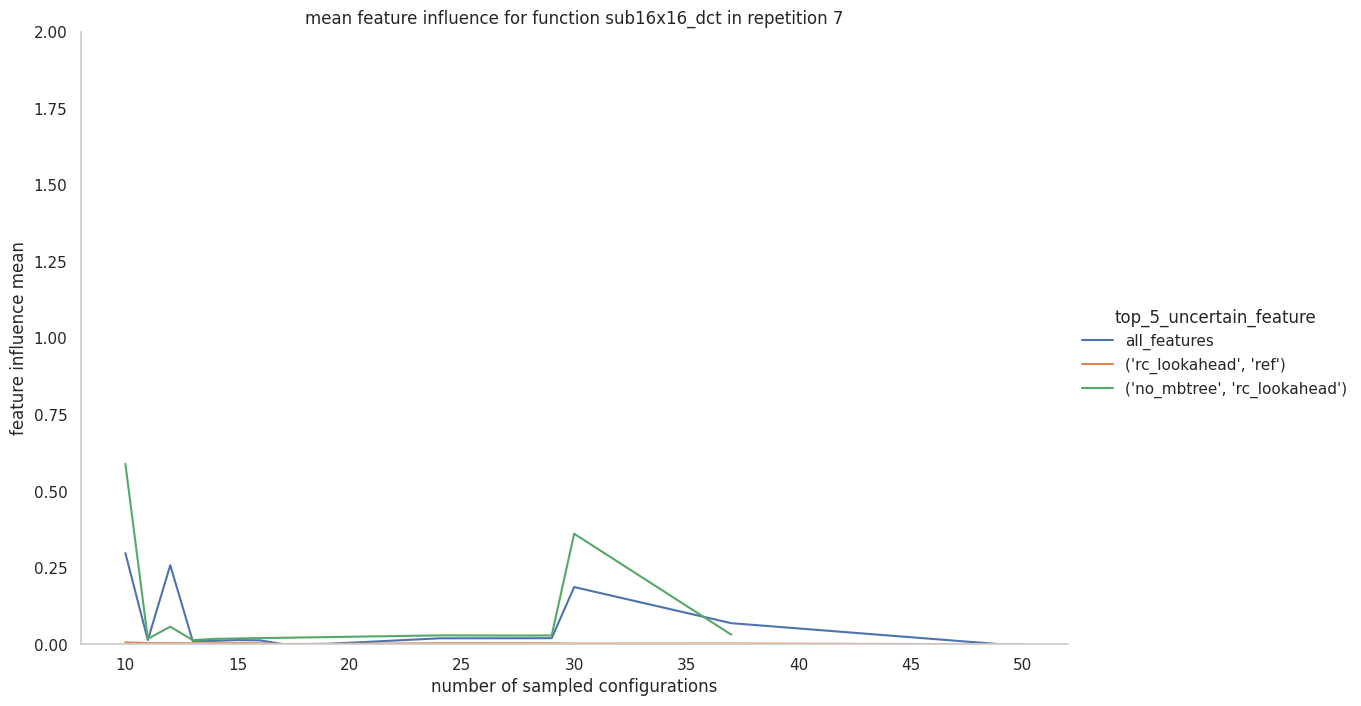 mean feature influence for function sub16x16_dct in repetition 7
2.00
1.75
1.50
1.25
1.00
0.75
0.50
0.25
0.00
feature influence mean
10 15 20 25 30 35 40 45 50
number of sampled configurations
top_5_uncertain_feature
all_features
('rc_lookahead', 'ref')
('no_mbtree', 'rc_lookahead')